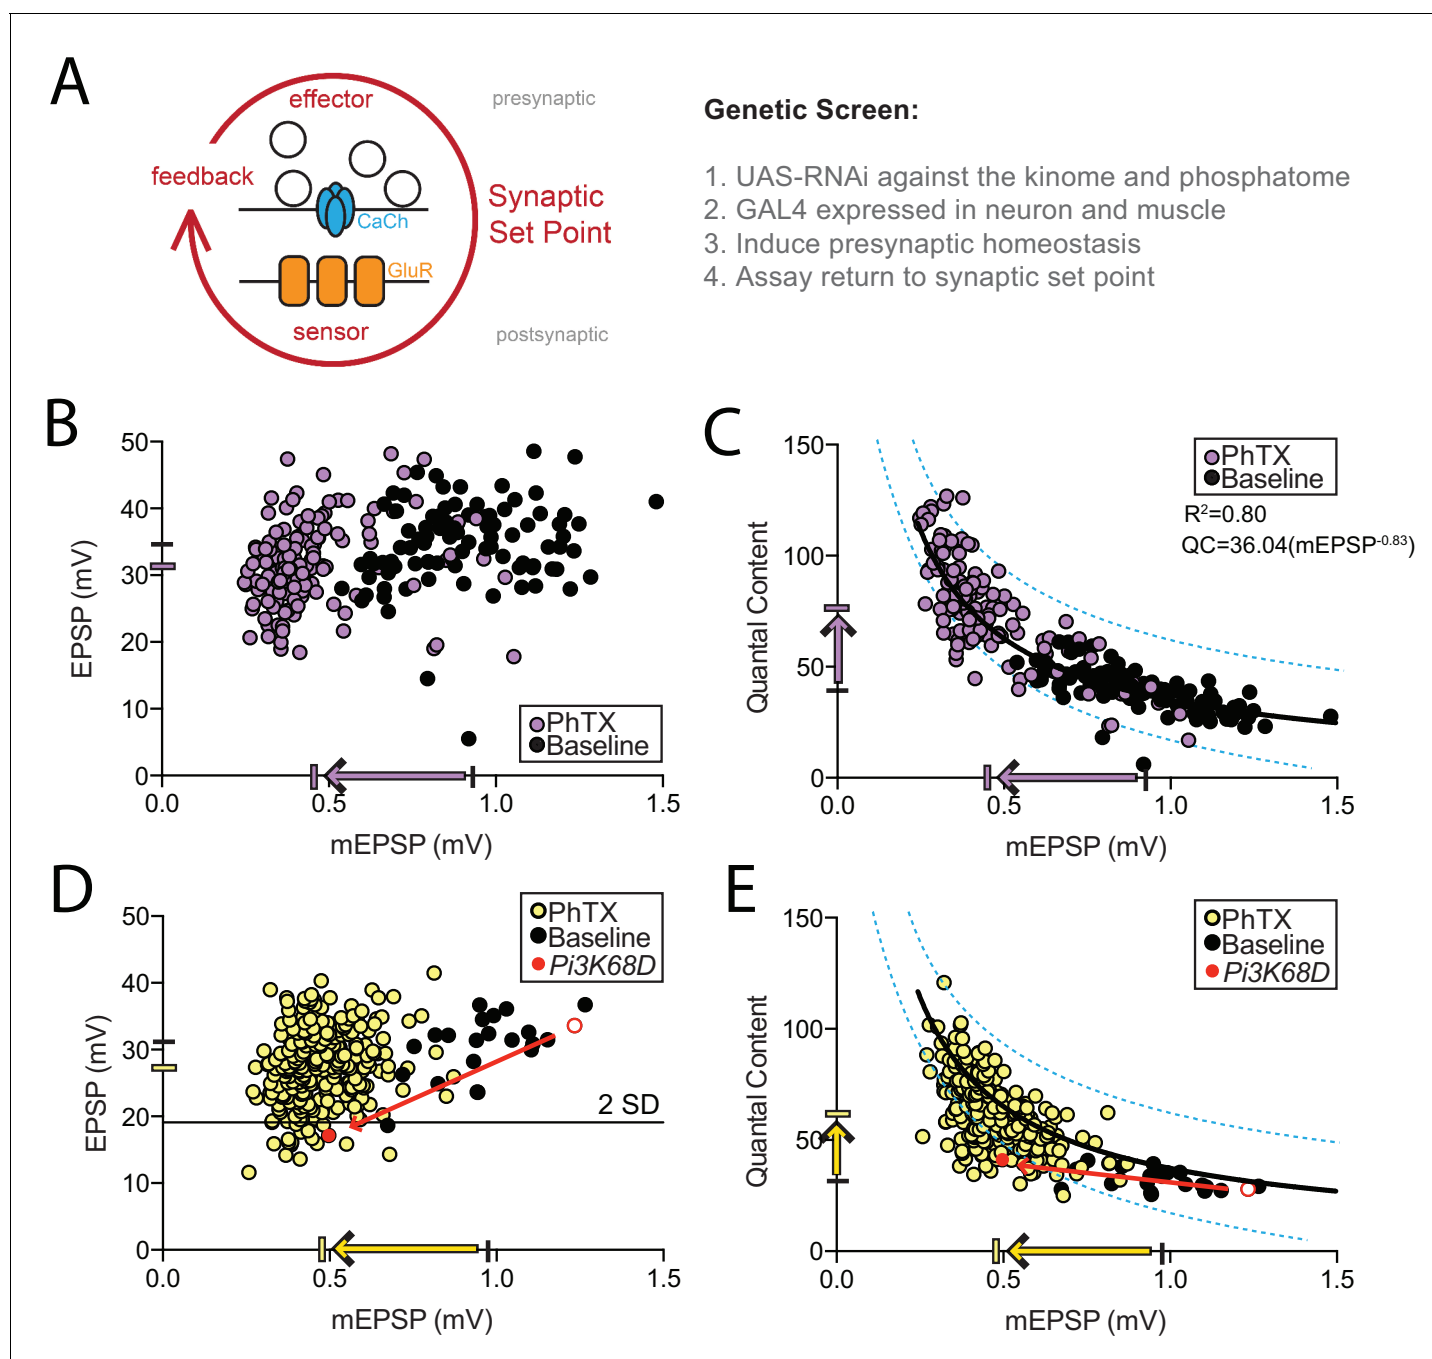 A
effector
presynaptic
feedback
CaCh
Synaptic
Set Point
GluR
sensor
postsynaptic
Genetic Screen:
1. UAS-RNAi against the kinome and phosphatome
2. GAL4 expressed in neuron and muscle
3. Induce presynaptic homeostasis
4. Assay return to synaptic set point
B
50
40
30
20
10
0
EPSP (mV)
PhTX
Baseline
0.0 0.5 1.0 1.5
mEPSP (mV)
C
150
100
50
0
Quantal Content
PhTX
Baseline
R²=0.80
QC=36.04(mEPSP⁻⁰·⁸³)
0.0 0.5 1.0 1.5
mEPSP (mV)
D
50
40
30
20
10
0
EPSP (mV)
PhTX
Baseline
Pi3K68D
2 SD
0.0 0.5 1.0 1.5
mEPSP (mV)
E
150
100
50
0
Quantal Content
PhTX
Baseline
Pi3K68D
0.0 0.5 1.0 1.5
mEPSP (mV)